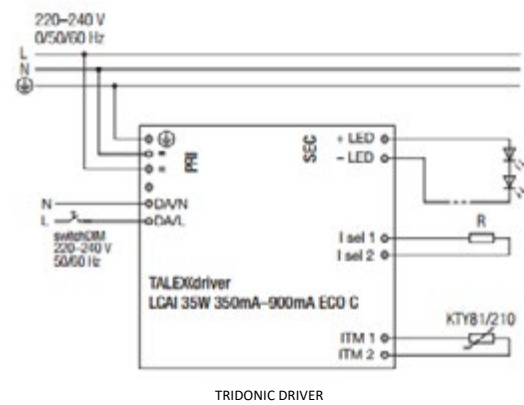 220–240 V
0/50/60 Hz
L
N
PRI
SEC
+ LED
– LED
N
DA/N
L
DA/L
switchDIM
220–240 V
50/60 Hz
I sel 1
I sel 2
R
TALEXXdriver
LCAI 35W 350mA–900mA ECO C
ITM 1
ITM 2
KTY81/210
TRIDONIC DRIVER